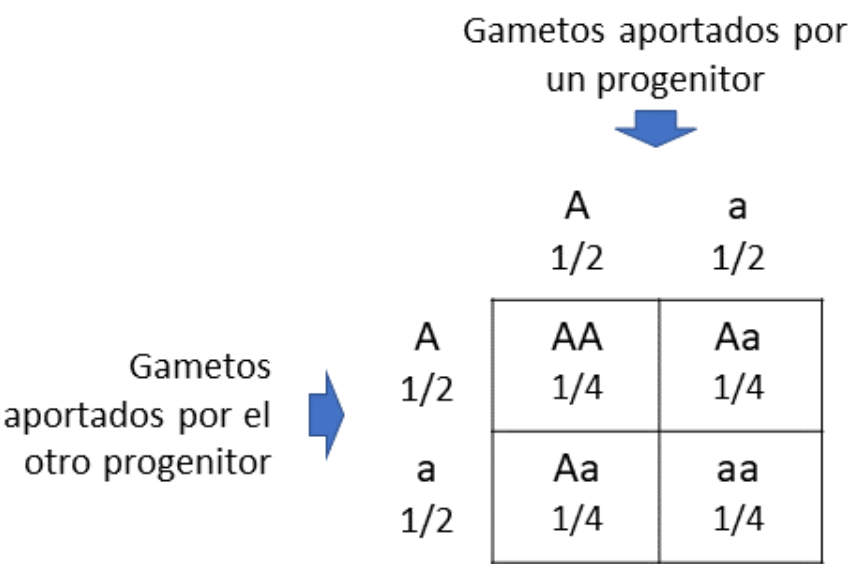 Gametos aportados por
un progenitor
A a
1/2 1/2
Gametos
aportados por el
otro progenitor
A AA Aa
1/2 1/4 1/4
a Aa aa
1/2 1/4 1/4